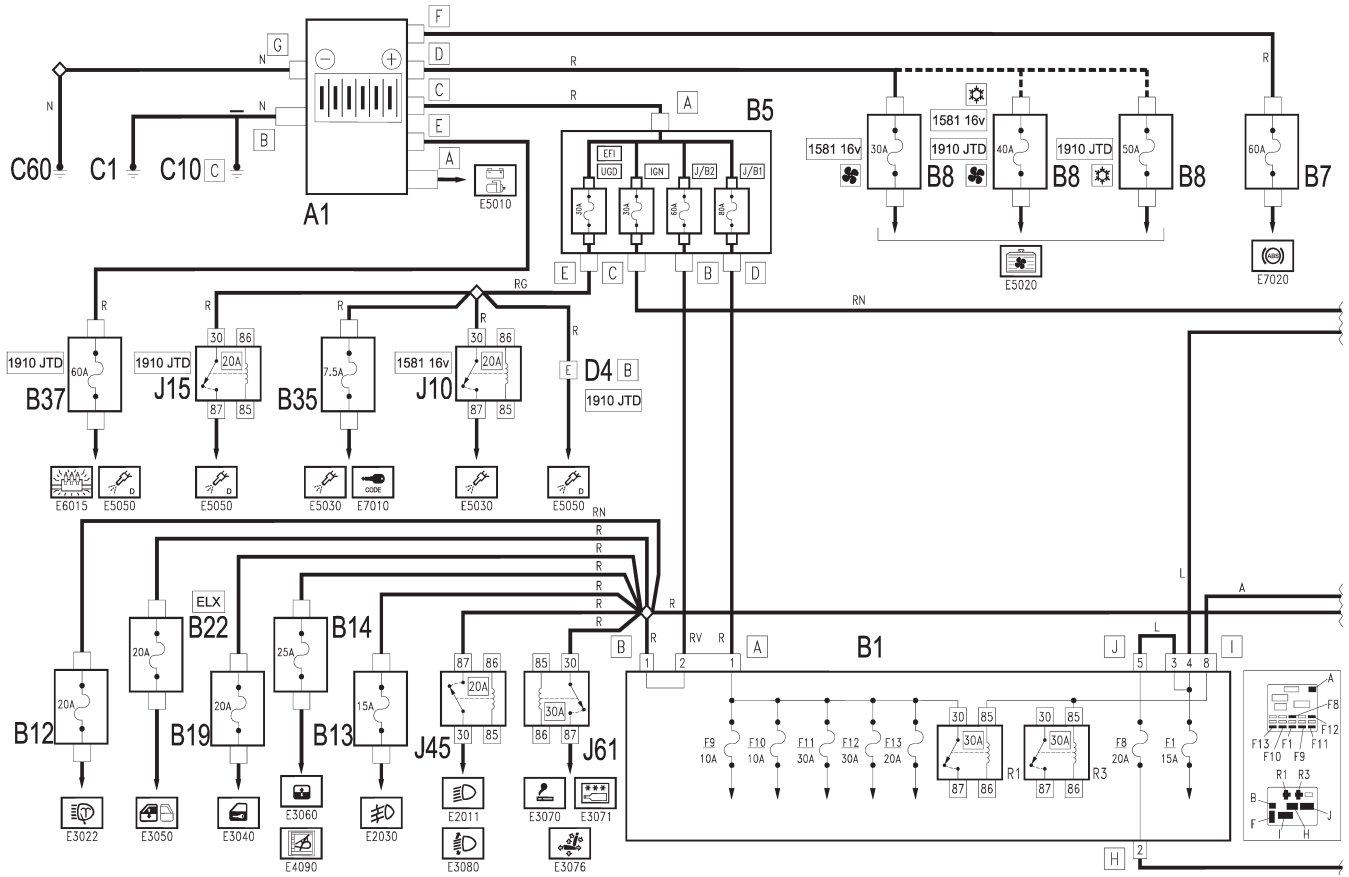 F
G
N
D
R
R
C
R
A
B5
N
N
B
E
A
E5010
A1
C60
C1
C10
C
EFI
UGD
IGN
J/B2
J/B1
30A
30A
60A
80A
1581 16v
1581 16v
1910 JTD
1910 JTD
30A
40A
50A
60A
B8
B8
B8
B7
E5020
ABS
E7020
E
C
B
D
RG
RN
R
R
R
R
R
1910 JTD
60A
B37
1910 JTD
30
86
20A
J15
87
85
7.5A
B35
1581 16v
30
86
20A
J10
87
85
E
D4
B
1910 JTD
D
D
CODE
D
E6015
E5050
E5050
E5030
E7010
E5030
E5050
RN
R
R
R
R
R
R
R
L
A
ELX
B22
B14
20A
25A
B12
20A
B19
20A
B13
15A
87
86
20A
J45
30
85
85
30
30A
J61
86
87
B
R
RV
R
A
B1
J
L
I
1
2
1
5
3
4
8
F9
10A
F10
10A
F11
30A
F12
30A
F13
20A
30
85
30A
R1
87
86
30
85
30A
R3
87
86
F8
20A
F1
15A
A
F8
F12
F13
F1
F11
F10
F9
R1
R3
B
F
J
I
H
E3022
E3050
E3040
E3060
E4090
E2030
E2011
E3080
E3070
E3071
E3076
H
2